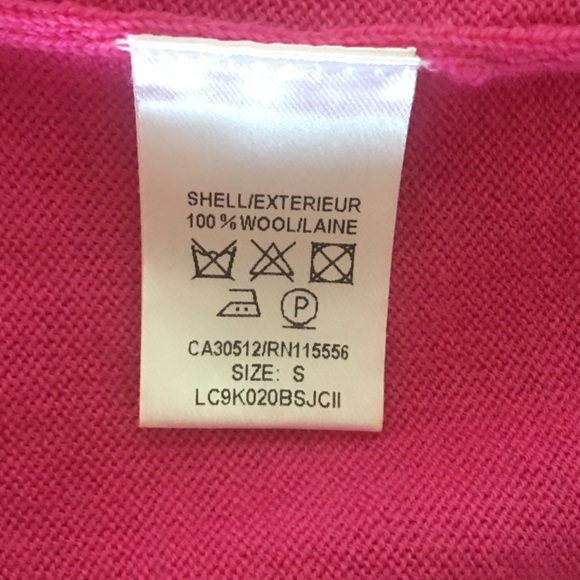 SHELL/EXTERIEUR
100% WOOL/LAINE
P
CA30512/RN115556
SIZE: S
LC9K020BSJCII